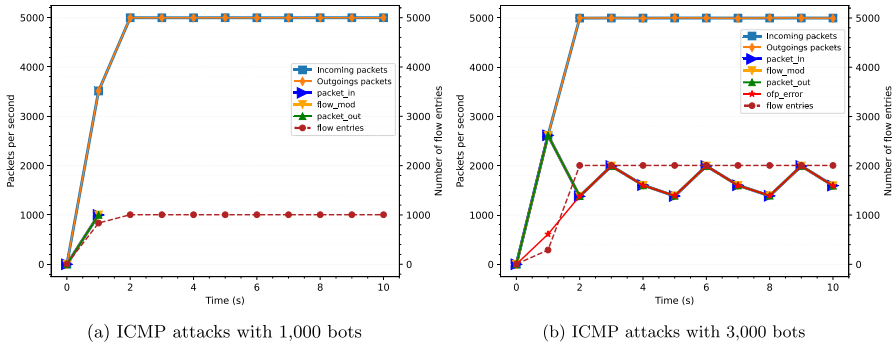 5000
4000
3000
2000
1000
0
Packets per second
0
2
4
6
8
10
Time (s)
5000
4000
3000
2000
1000
0
Number of flow entries
Incoming packets
Outgoings packets
packet_in
flow_mod
packet_out
flow entries
(a) ICMP attacks with 1,000 bots
5000
4000
3000
2000
1000
0
Packets per second
0
2
4
6
8
10
Time (s)
5000
4000
3000
2000
1000
0
Number of flow entries
Incoming packets
Outgoings packets
packet_in
flow_mod
packet_out
ofp_error
flow entries
(b) ICMP attacks with 3,000 bots